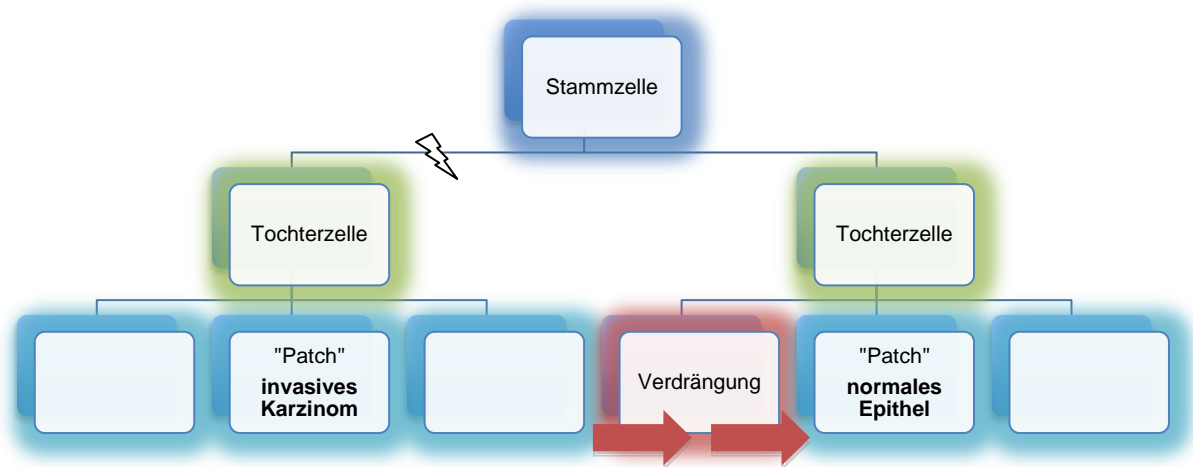 Stammzelle
Tochterzelle
Tochterzelle
"Patch"
invasives
Karzinom
Verdrängung
"Patch"
normales
Epithel